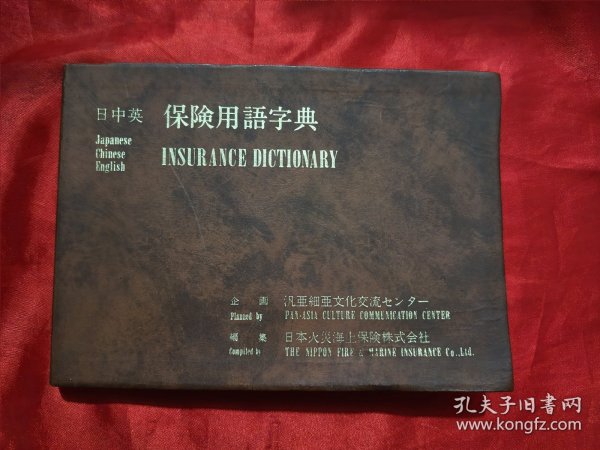 日中英 保険用語字典
Japanese
Chinese
English
INSURANCE DICTIONARY
企画 汎亜細亜文化交流センター
Planned by PAN-ASIA CULTURE COMMUNICATION CENTER
編集 日本火災海上保険株式会社
Compiled by THE NIPPON FIRE & MARINE INSURANCE Co.,Ltd.
孔夫子旧书网
www.kongfz.com